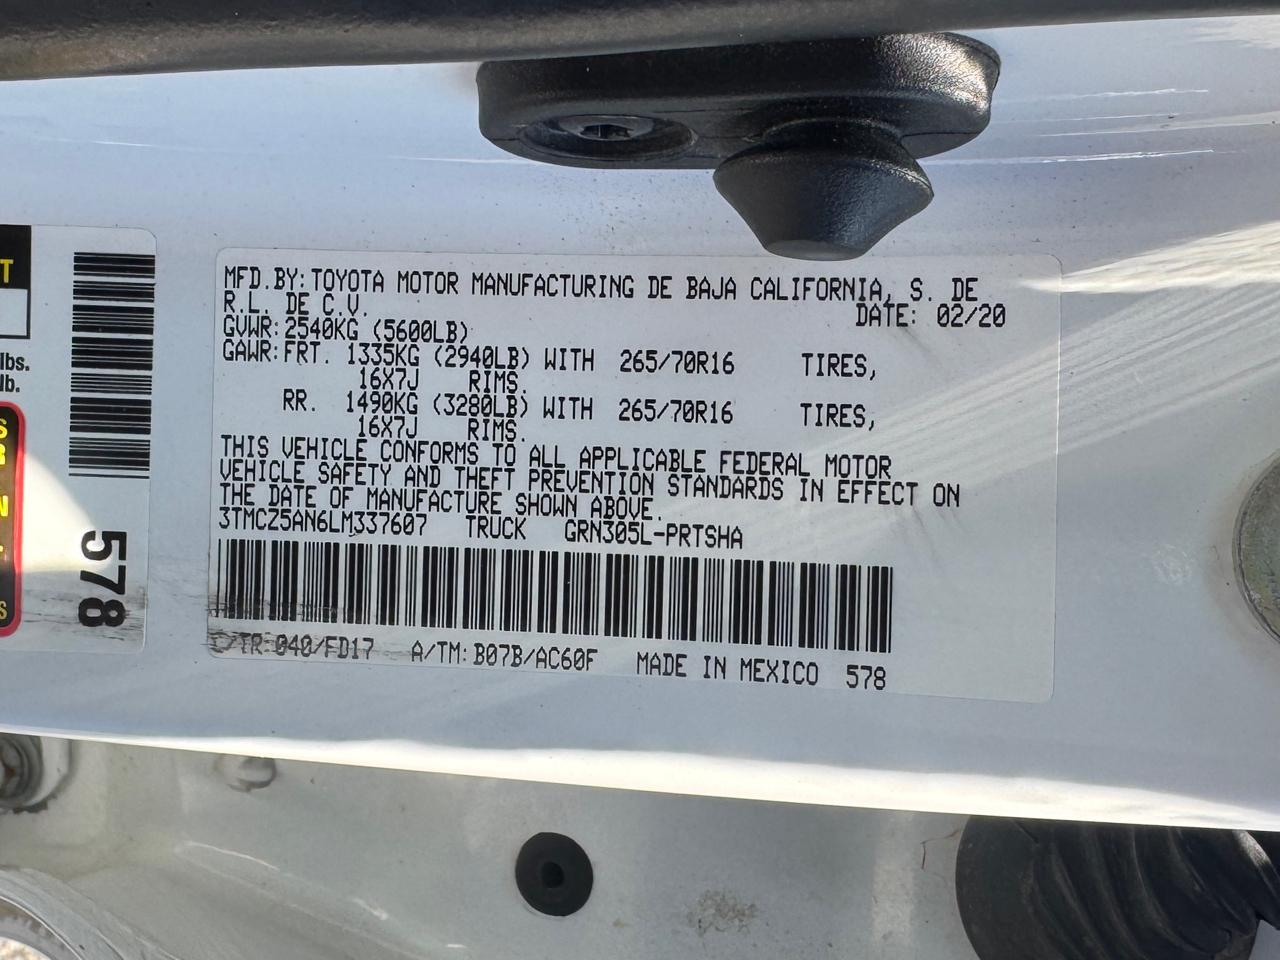 T
lbs.
lb.
S
R
N
S
578
MFD.BY:TOYOTA MOTOR MANUFACTURING DE BAJA CALIFORNIA, S. DE
R.L. DE C.V.
DATE: 02/20
GVWR:2540KG (5600LB)
GAWR:FRT. 1335KG (2940LB) WITH 265/70R16 TIRES,
16X7J RIMS.
RR. 1490KG (3280LB) WITH 265/70R16 TIRES,
16X7J RIMS.
THIS VEHICLE CONFORMS TO ALL APPLICABLE FEDERAL MOTOR
VEHICLE SAFETY AND THEFT PREVENTION STANDARDS IN EFFECT ON
THE DATE OF MANUFACTURE SHOWN ABOVE.
3TMCZ5AN6LM337607 TRUCK GRN305L-PRTSHA
C/TR:040/FD17 A/TM:B07B/AC60F MADE IN MEXICO 578